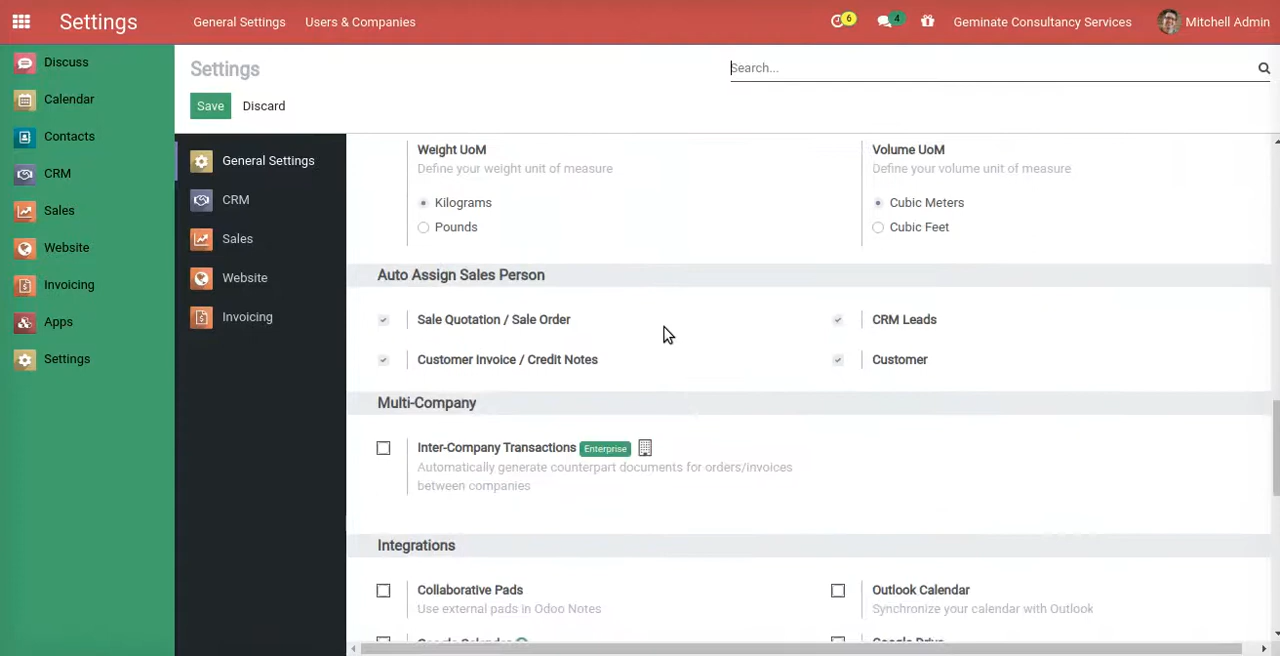 Settings
General Settings
Users & Companies
6
4
Geminate Consultancy Services
Mitchell Admin
Discuss
Calendar
Contacts
CRM
Sales
Website
Invoicing
Apps
Settings
Settings
Search...
Save
Discard
General Settings
CRM
Sales
Website
Invoicing
Weight UoM
Define your weight unit of measure
Kilograms
Pounds
Volume UoM
Define your volume unit of measure
Cubic Meters
Cubic Feet
Auto Assign Sales Person
Sale Quotation / Sale Order
CRM Leads
Customer Invoice / Credit Notes
Customer
Multi-Company
Inter-Company Transactions Enterprise
Automatically generate counterpart documents for orders/invoices
between companies
Integrations
Collaborative Pads
Use external pads in Odoo Notes
Outlook Calendar
Synchronize your calendar with Outlook
Google Calendar
Google Drive